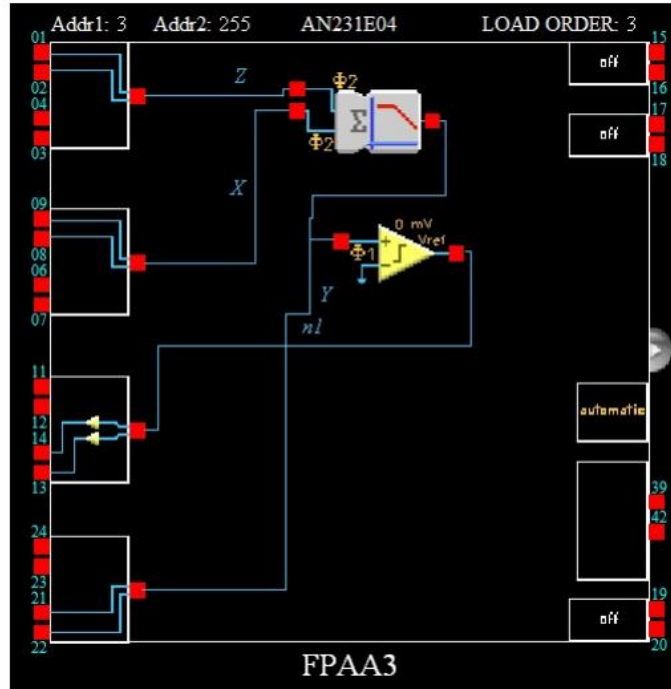 Addr1: 3 Addr2: 255 AN231E04 LOAD ORDER: 3
01
15
off
02
04
Z
Φ2
16
17
Σ
off
03
Φ2
18
09
X
08
06
0 mV
Vref
+
Φ1
-
07
Y
n1
11
12
14
automatic
13
39
42
24
23
21
19
off
22
20
FPAA3